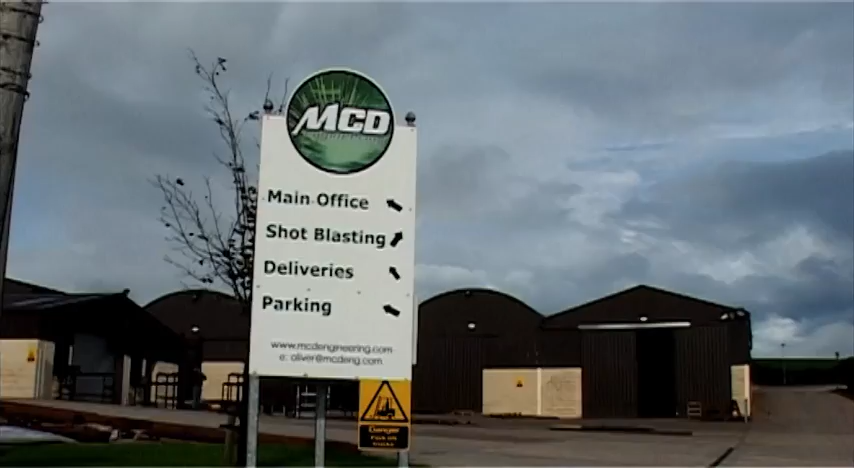 MCD
Main Office
Shot Blasting
Deliveries
Parking
www.mcdengineering.com
e: oliver@mcdeng.com
Danger